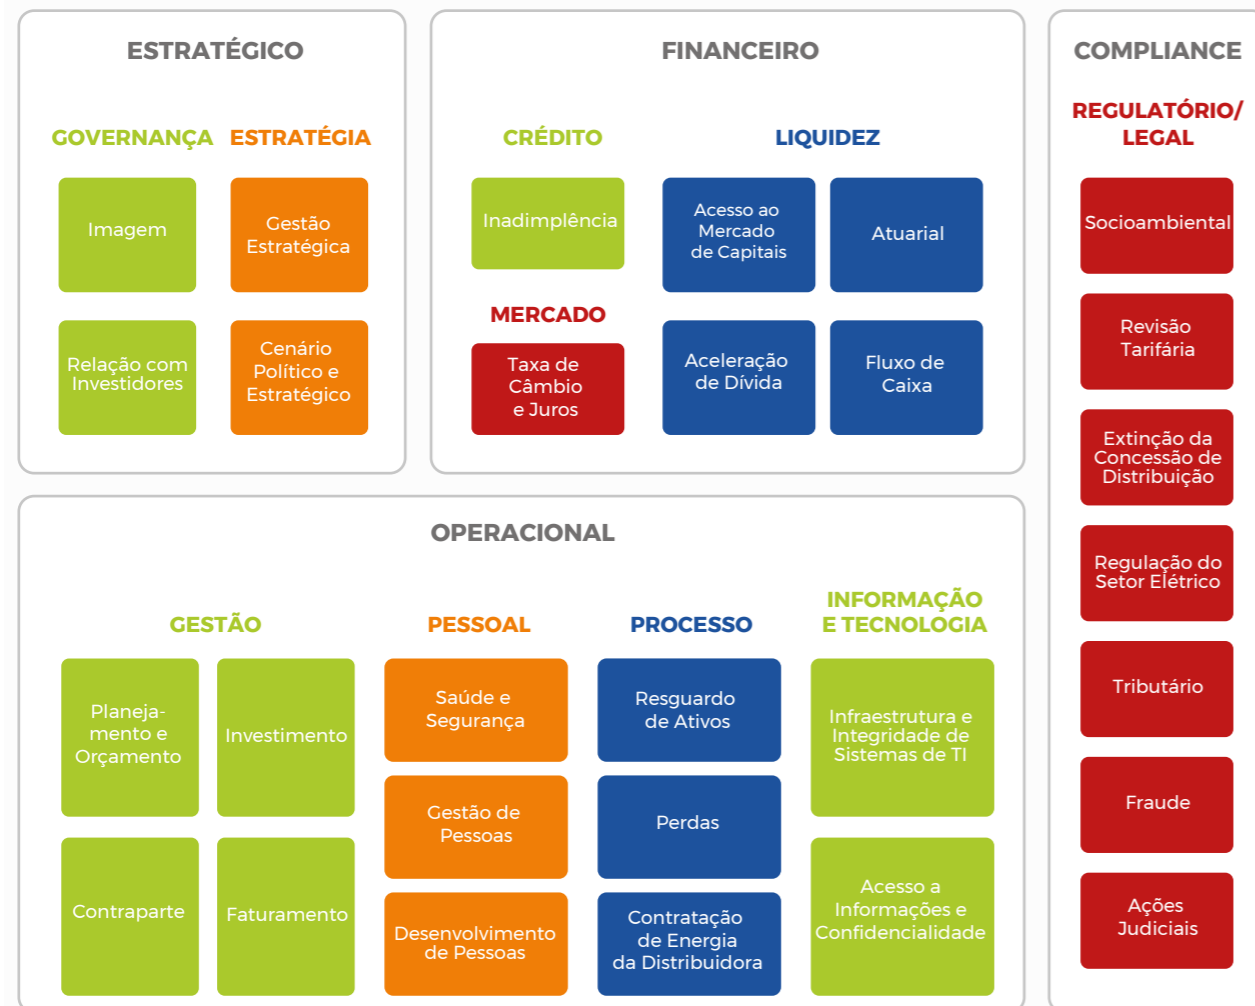 ESTRATÉGICO
GOVERNANÇA
Imagem
Relação com
Investidores
ESTRATÉGIA
Gestão
Estratégica
Cenário
Político e
Estratégico
FINANCEIRO
CRÉDITO
Inadimplência
MERCADO
Taxa de
Câmbio
e Juros
LIQUIDEZ
Acesso ao
Mercado
de Capitais
Atuarial
Aceleração
de Dívida
Fluxo de
Caixa
OPERACIONAL
GESTÃO
Planeja-
mento e
Orçamento
Investimento
Contraparte
Faturamento
PESSOAL
Saúde e
Segurança
Gestão de
Pessoas
Desenvolvimento
de Pessoas
PROCESSO
Resguardo
de Ativos
Perdas
Contratação
de Energia
da Distribuidora
INFORMAÇÃO
E TECNOLOGIA
Infraestrutura e
Integridade de
Sistemas de TI
Acesso a
Informações e
Confidencialidade
COMPLIANCE
REGULATÓRIO/
LEGAL
Socioambiental
Revisão
Tarifária
Extinção da
Concessão de
Distribuição
Regulação do
Setor Elétrico
Tributário
Fraude
Ações
Judiciais